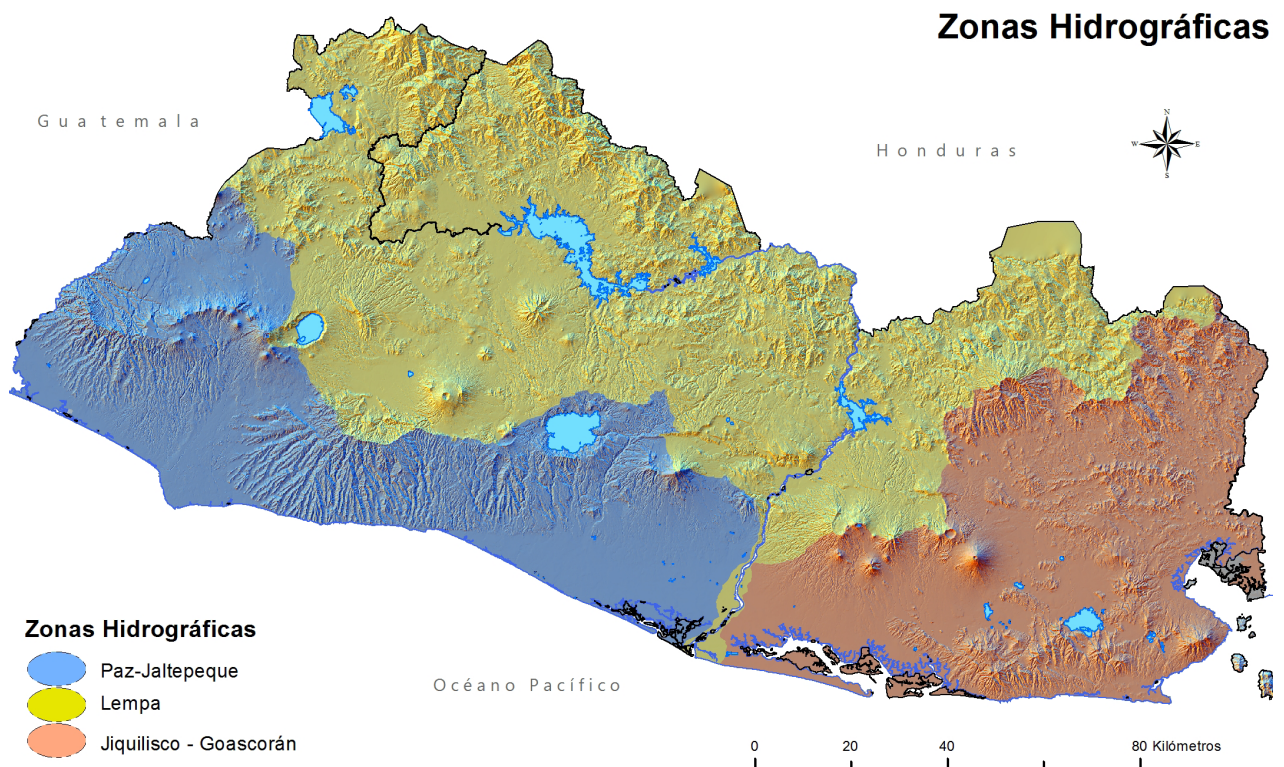 Zonas Hidrográficas
Guatemala
Honduras
N
W E
S
Zonas Hidrográficas
Paz-Jaltepeque
Lempa
Jiquilisco - Goascorán
Océano Pacífico
0 20 40 80 Kilómetros